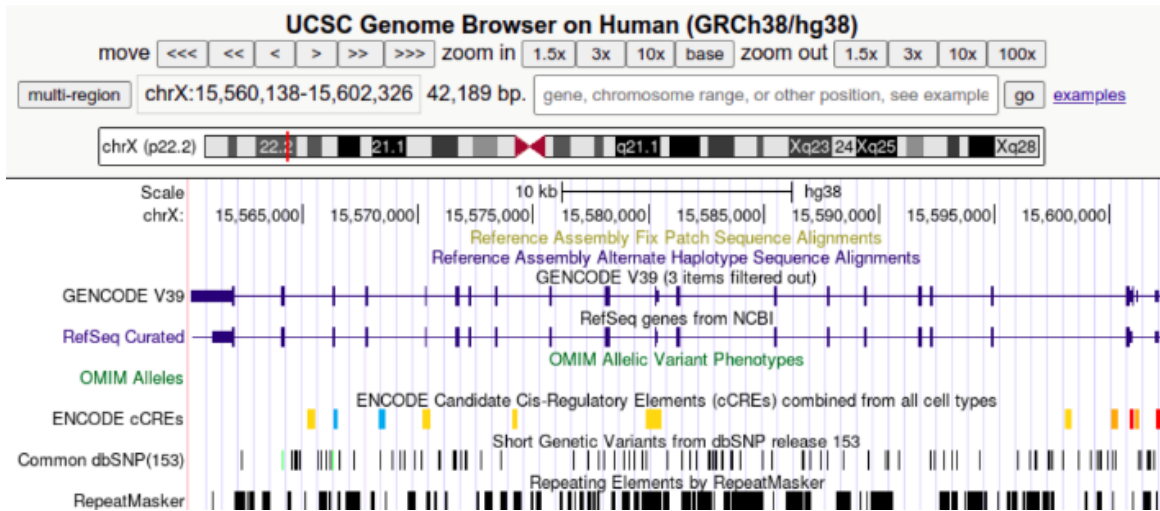 UCSC Genome Browser on Human (GRCh38/hg38)
move <<< << < > >> >>> zoom in 1.5x 3x 10x base zoom out 1.5x 3x 10x 100x
multi-region chrX:15,560,138-15,602,326 42,189 bp. gene, chromosome range, or other position, see example go examples
chrX (p22.2) 22.2 21.1 q21.1 Xq23 24 Xq25 Xq28
Scale 10 kb hg38
chrX: 15,565,000 15,570,000 15,575,000 15,580,000 15,585,000 15,590,000 15,595,000 15,600,000
Reference Assembly Fix Patch Sequence Alignments
Reference Assembly Alternate Haplotype Sequence Alignments
GENCODE V39 (3 items filtered out)
GENCODE V39
RefSeq genes from NCBI
RefSeq Curated
OMIM Allelic Variant Phenotypes
OMIM Alleles
ENCODE Candidate Cis-Regulatory Elements (cCREs) combined from all cell types
ENCODE cCREs
Short Genetic Variants from dbSNP release 153
Common dbSNP(153)
Repeating Elements by RepeatMasker
RepeatMasker